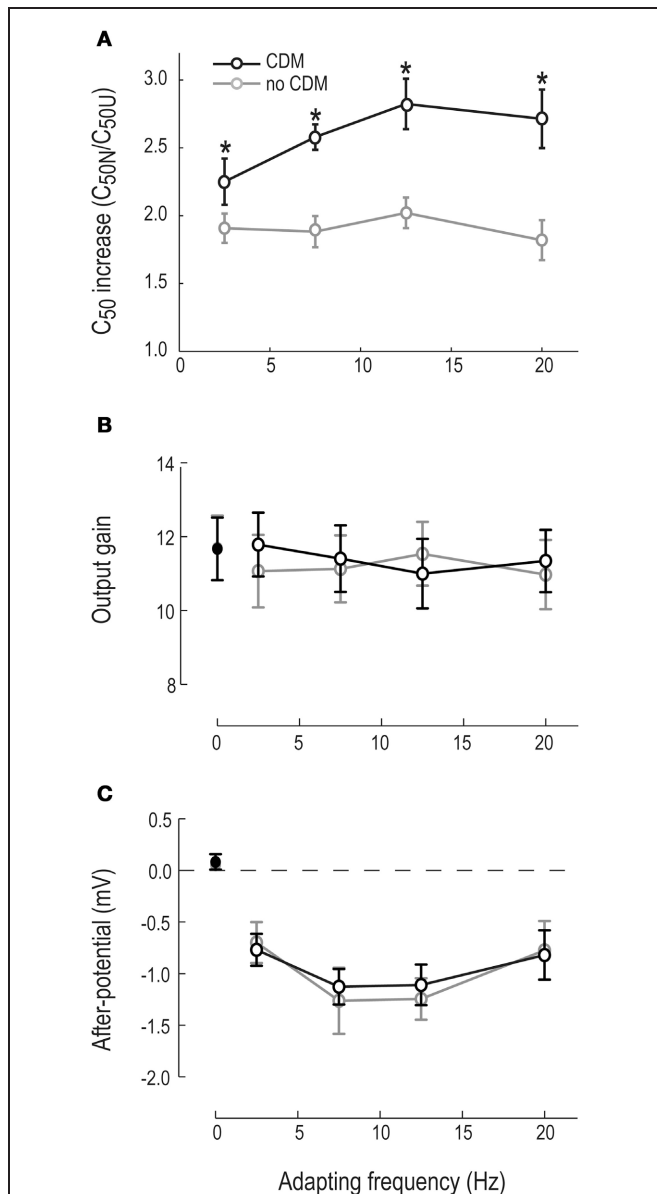 A
CDM
no CDM
* * * *
C50 increase (C50N/C50U)
3.0
2.5
2.0
1.5
1.0
0 5 10 15 20
B
Output gain
14
12
10
8
0 5 10 15 20
C
After-potential (mV)
0.5
0.0
-0.5
-1.0
-1.5
-2.0
0 5 10 15 20
Adapting frequency (Hz)